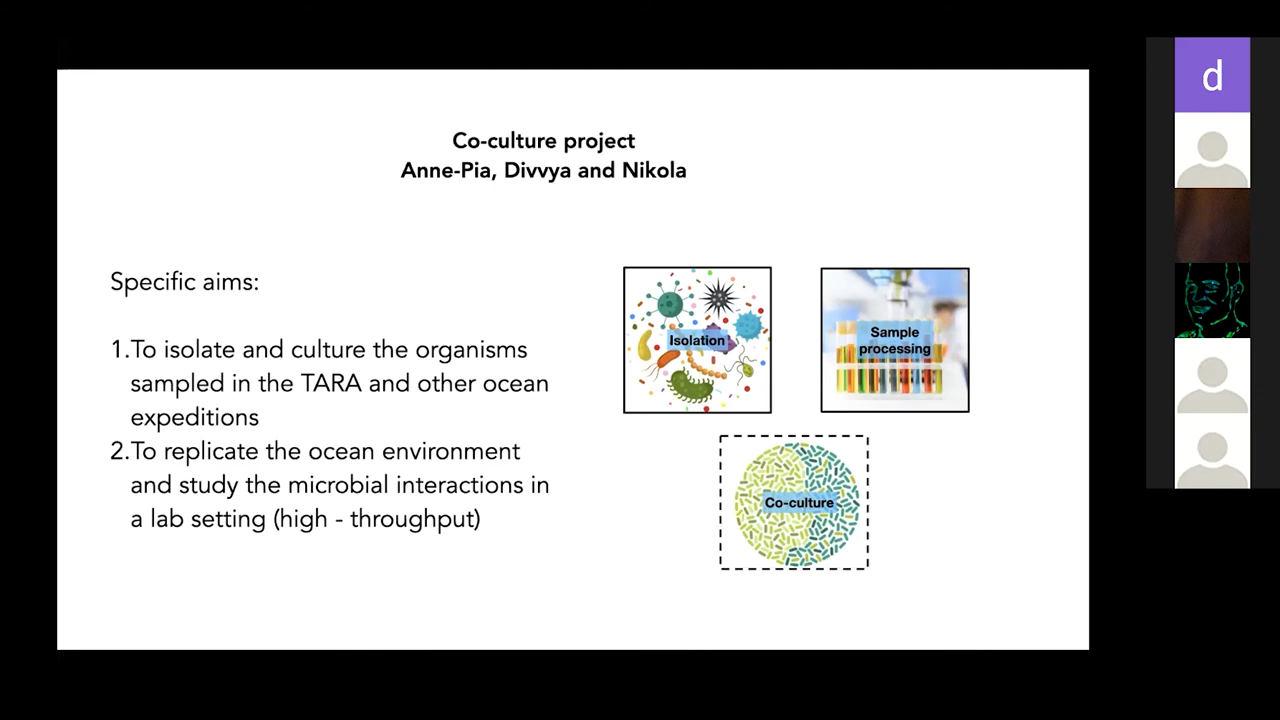 Co-culture project
Anne-Pia, Divvya and Nikola
Specific aims:
1.To isolate and culture the organisms
sampled in the TARA and other ocean
expeditions
2.To replicate the ocean environment
and study the microbial interactions in
a lab setting (high - throughput)
Isolation
Sample
processing
Co-culture
d